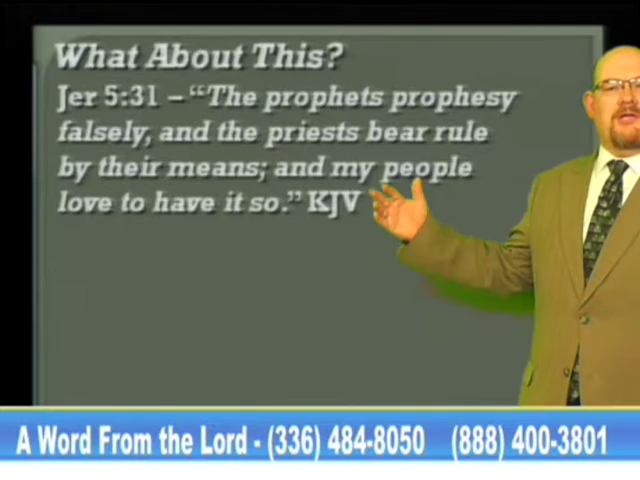 What About This?
Jer 5:31 – “The prophets prophesy
falsely, and the priests bear rule
by their means; and my people
love to have it so.” KJV
A Word From the Lord - (336) 484-8050 (888) 400-3801